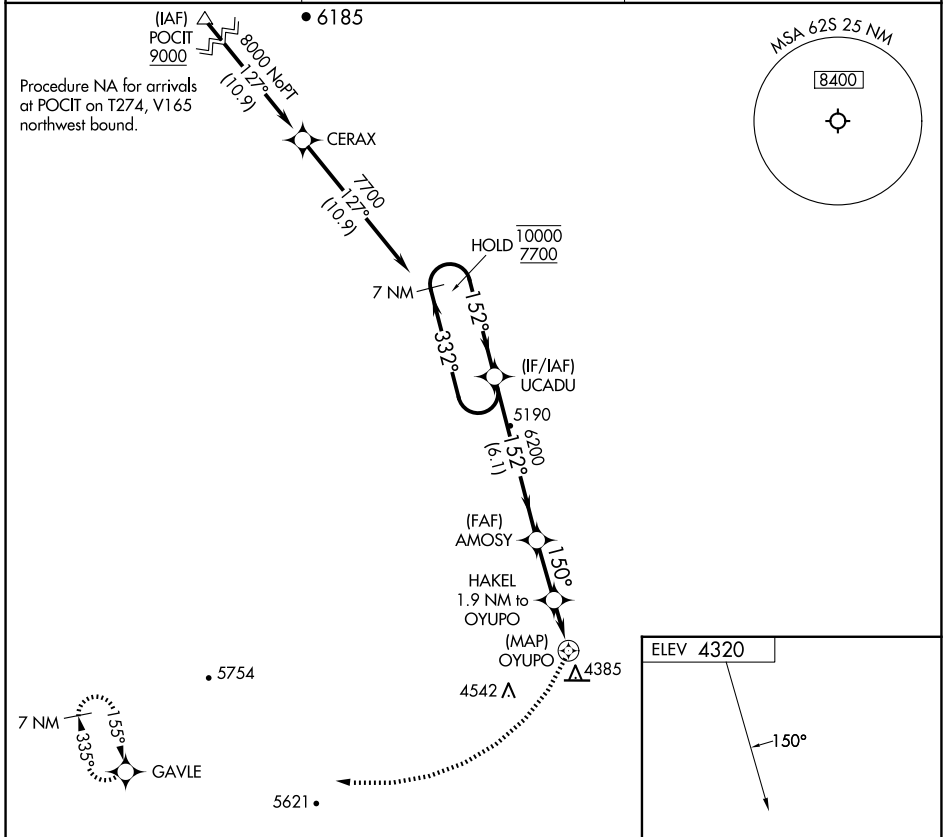 (IAF)
POCIT
9000
6185
Procedure NA for arrivals
at POCIT on T274, V165
northwest bound.
8000 NoPT
127°
(10.9)
CERAX
7700
127°
(10.9)
MSA 62S 25 NM
8400
HOLD 10000
7700
7 NM
152°
332°
(IF/IAF)
UCADU
5190
6200
152°
(6.1)
(FAF)
AMOSY
150°
HAKEL
1.9 NM to
OYUPO
(MAP)
OYUPO
4385
4542
5754
7 NM
155°
335°
GAVLE
5621
ELEV 4320
150°